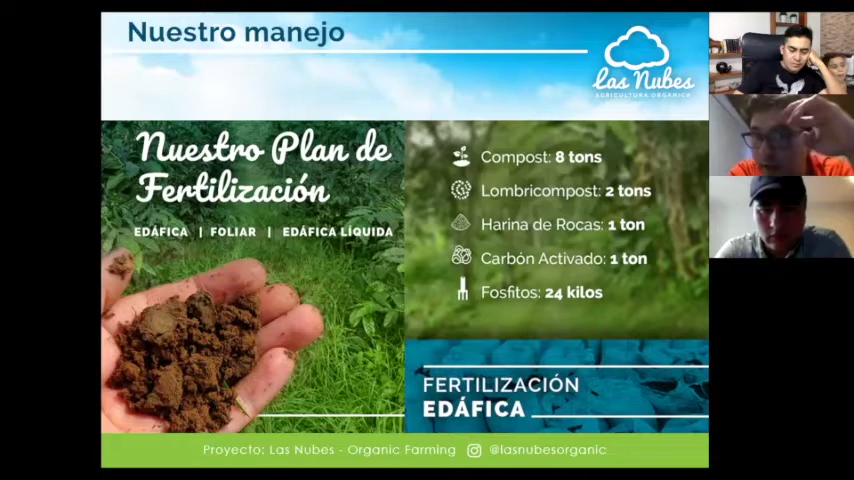 Nuestro manejo
Las Nubes
AGRICULTURA ORGÁNICA
Nuestro Plan de
Fertilización
EDÁFICA | FOLIAR | EDÁFICA LÍQUIDA
Compost: 8 tons
Lombricompost: 2 tons
Harina de Rocas: 1 ton
Carbón Activado: 1 ton
Fosfitos: 24 kilos
FERTILIZACIÓN
EDÁFICA
Proyecto: Las Nubes - Organic Farming @lasnubesorganic